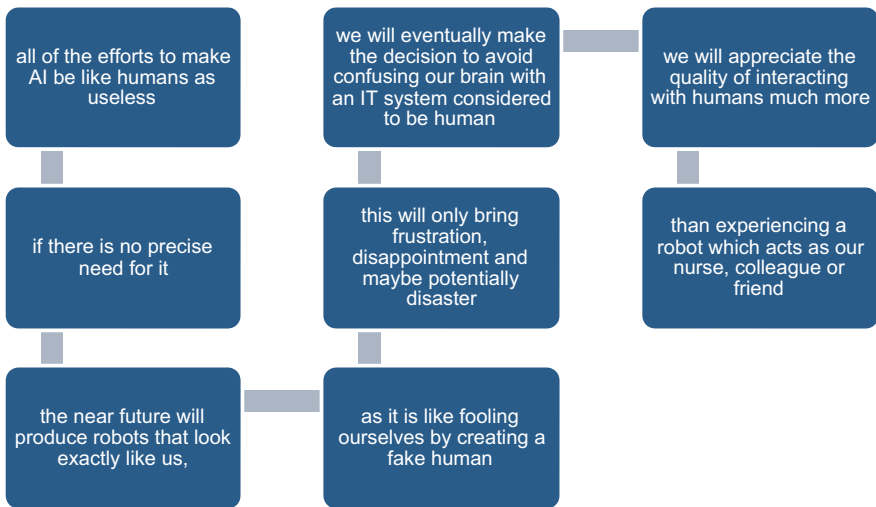 all of the efforts to make
AI be like humans as
useless
if there is no precise
need for it
the near future will
produce robots that look
exactly like us,
as it is like fooling
ourselves by creating a
fake human
this will only bring
frustration,
disappointment and
maybe potentially
disaster
we will eventually make
the decision to avoid
confusing our brain with
an IT system considered
to be human
we will appreciate the
quality of interacting
with humans much more
than experiencing a
robot which acts as our
nurse, colleague or
friend